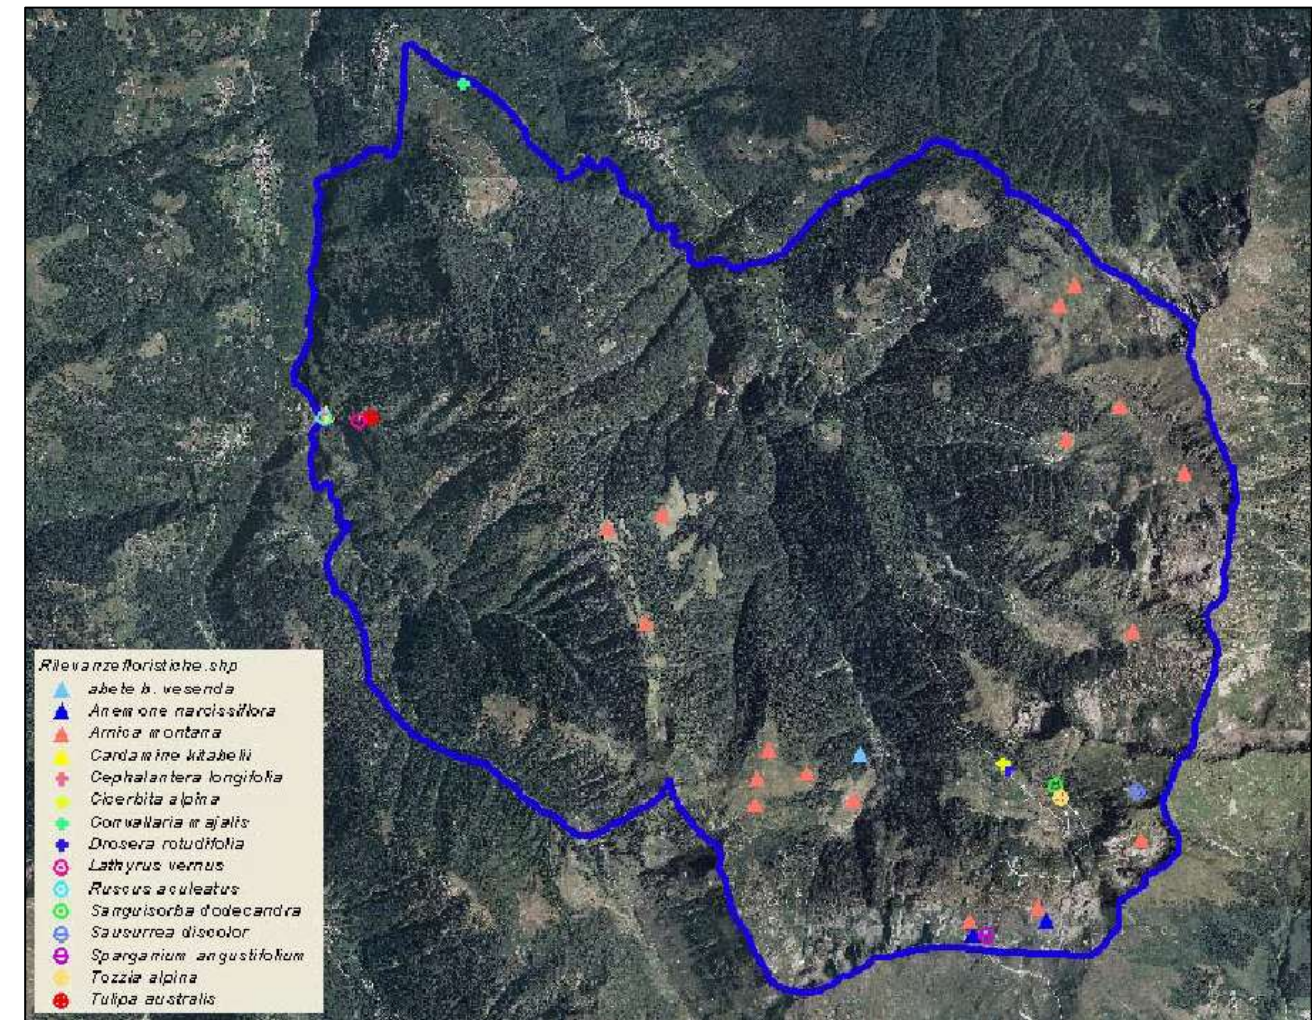 Rilevanzefloristiche.shp
abete b. vesenda
Anemone narcissiflora
Arnica montana
Cardamine kitabelii
Cephalantera longifolia
Cicerbita alpina
Convallaria majalis
Drosera rotudifolia
Lathyrus vernus
Ruscus aculeatus
Sanguisorba dodecandra
Sausurrea discolor
Sparganium angustifolium
Tozzia alpina
Tulipa australis